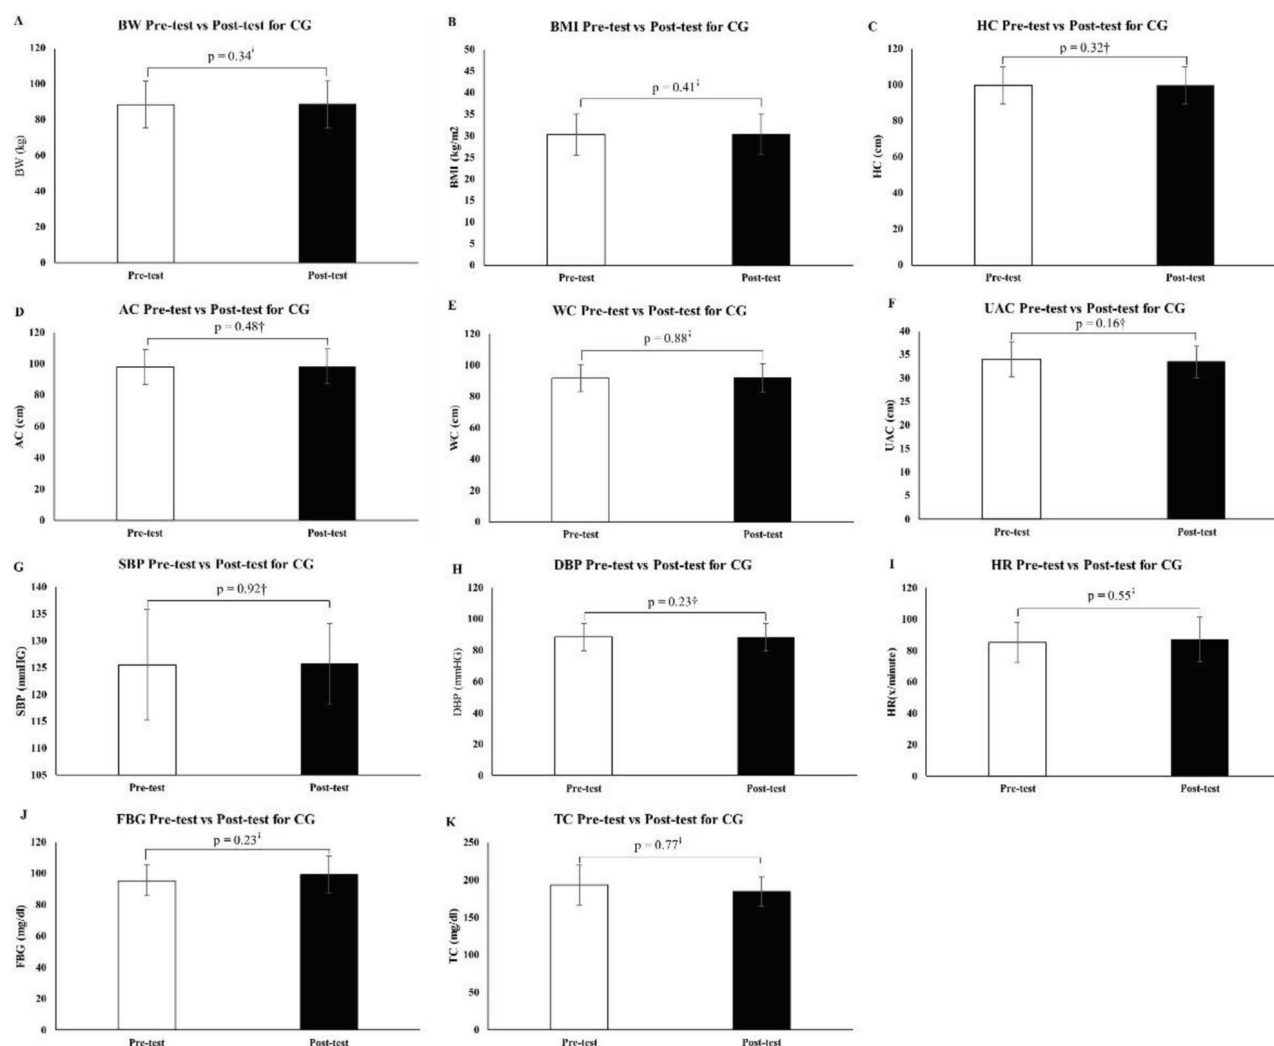 A
BW Pre-test vs Post-test for CG
p = 0.34†
120
100
80
60
40
20
0
BW (kg)
Pre-test
Post-test
B
BMI Pre-test vs Post-test for CG
p = 0.41†
50
45
40
35
30
25
20
15
10
5
0
BMI (kg/m2
Pre-test
Post-test
C
HC Pre-test vs Post-test for CG
p = 0.32†
120
100
80
60
40
20
0
HC (cm)
Pre-test
Post-test
D
AC Pre-test vs Post-test for CG
p = 0.48†
120
100
80
60
40
20
0
AC (cm)
Pre-test
Post-test
E
WC Pre-test vs Post-test for CG
p = 0.88†
120
100
80
60
40
20
0
WC (cm)
Pre-test
Post-test
F
UAC Pre-test vs Post-test for CG
p = 0.16†
40
35
30
25
20
15
10
5
0
UAC (cm)
Pre-test
Post-test
G
SBP Pre-test vs Post-test for CG
p = 0.92†
140
135
130
125
120
115
110
105
SBP (mmHG)
Pre-test
Post-test
H
DBP Pre-test vs Post-test for CG
p = 0.23†
120
100
80
60
40
20
0
DBP (mmHG)
Pre-test
Post-test
I
HR Pre-test vs Post-test for CG
p = 0.55†
120
100
80
60
40
20
0
HR(x/minute)
Pre-test
Post-test
J
FBG Pre-test vs Post-test for CG
p = 0.23†
120
100
80
60
40
20
0
FBG (mg/dl)
Pre-test
Post-test
K
TC Pre-test vs Post-test for CG
p = 0.77†
250
200
150
100
50
0
TC (mg/dl)
Pre-test
Post-test